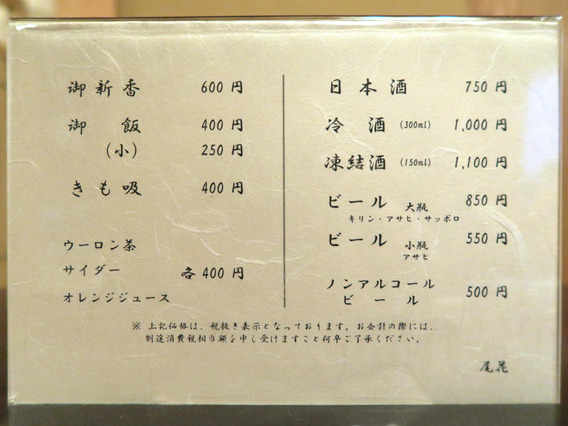 御新香 600円
御飯 400円
(小) 250円
きも吸 400円
ウーロン茶
サイダー 各400円
オレンジジュース
日本酒 750円
冷酒 (300ml) 1,000円
凍結酒 (150ml) 1,100円
ビール 大瓶 850円
キリン・アサヒ・サッポロ
ビール 小瓶 550円
アサヒ
ノンアルコール
ビール 500円
※ 上記価格は、税抜き表示となっております。お会計の際には、
別途消費税相当額を申し受けますこと何卒ご了承ください。
尾花